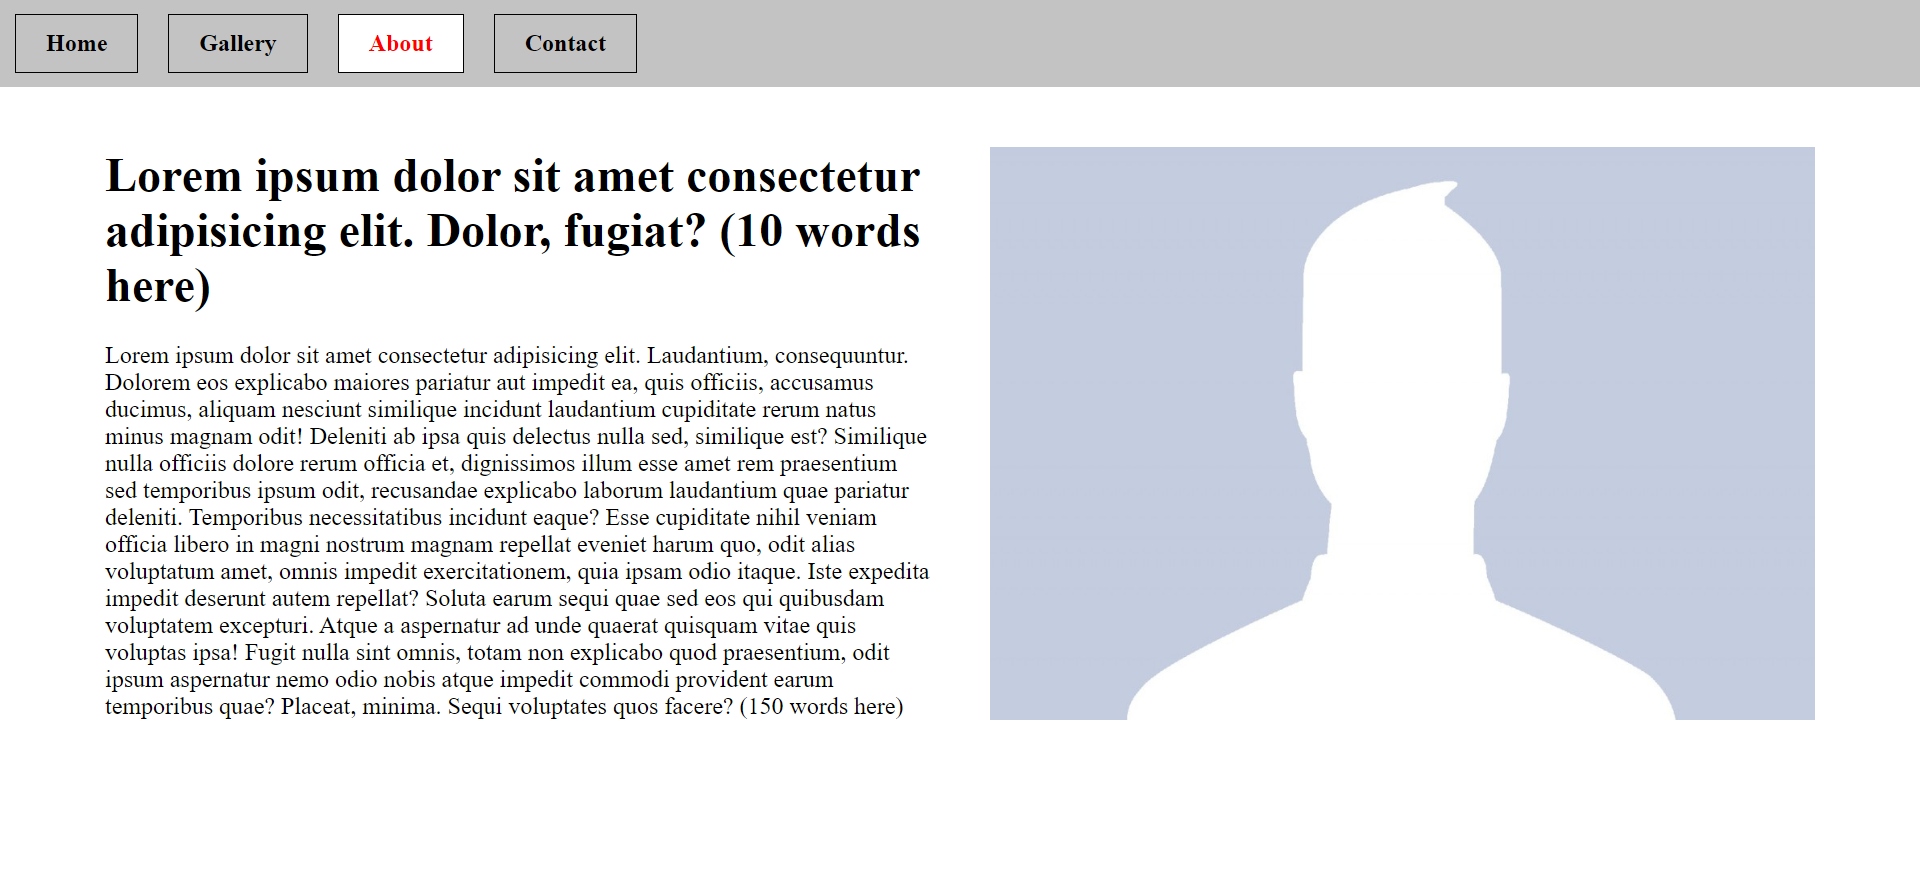 Home Gallery About Contact
Lorem ipsum dolor sit amet consectetur
adipisicing elit. Dolor, fugiat? (10 words
here)
Lorem ipsum dolor sit amet consectetur adipisicing elit. Laudantium, consequuntur.
Dolorem eos explicabo maiores pariatur aut impedit ea, quis officiis, accusamus
ducimus, aliquam nesciunt similique incidunt laudantium cupiditate rerum natus
minus magnam odit! Deleniti ab ipsa quis delectus nulla sed, similique est? Similique
nulla officiis dolore rerum officia et, dignissimos illum esse amet rem praesentium
sed temporibus ipsum odit, recusandae explicabo laborum laudantium quae pariatur
deleniti. Temporibus necessitatibus incidunt eaque? Esse cupiditate nihil veniam
officia libero in magni nostrum magnam repellat eveniet harum quo, odit alias
voluptatum amet, omnis impedit exercitationem, quia ipsam odio itaque. Iste expedita
impedit deserunt autem repellat? Soluta earum sequi quae sed eos qui quibusdam
voluptatem excepturi. Atque a aspernatur ad unde quaerat quisquam vitae quis
voluptas ipsa! Fugit nulla sint omnis, totam non explicabo quod praesentium, odit
ipsum aspernatur nemo odio nobis atque impedit commodi provident earum
temporibus quae? Placeat, minima. Sequi voluptates quos facere? (150 words here)